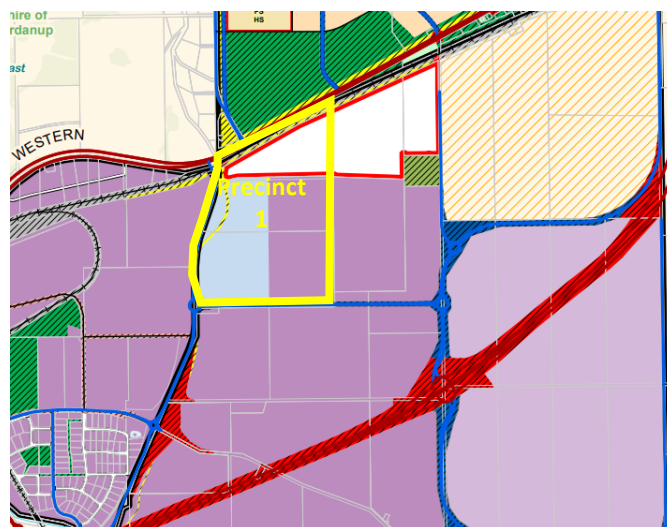 PS
HS
hire of
rdanup
ast
WESTERN
Precinct
1